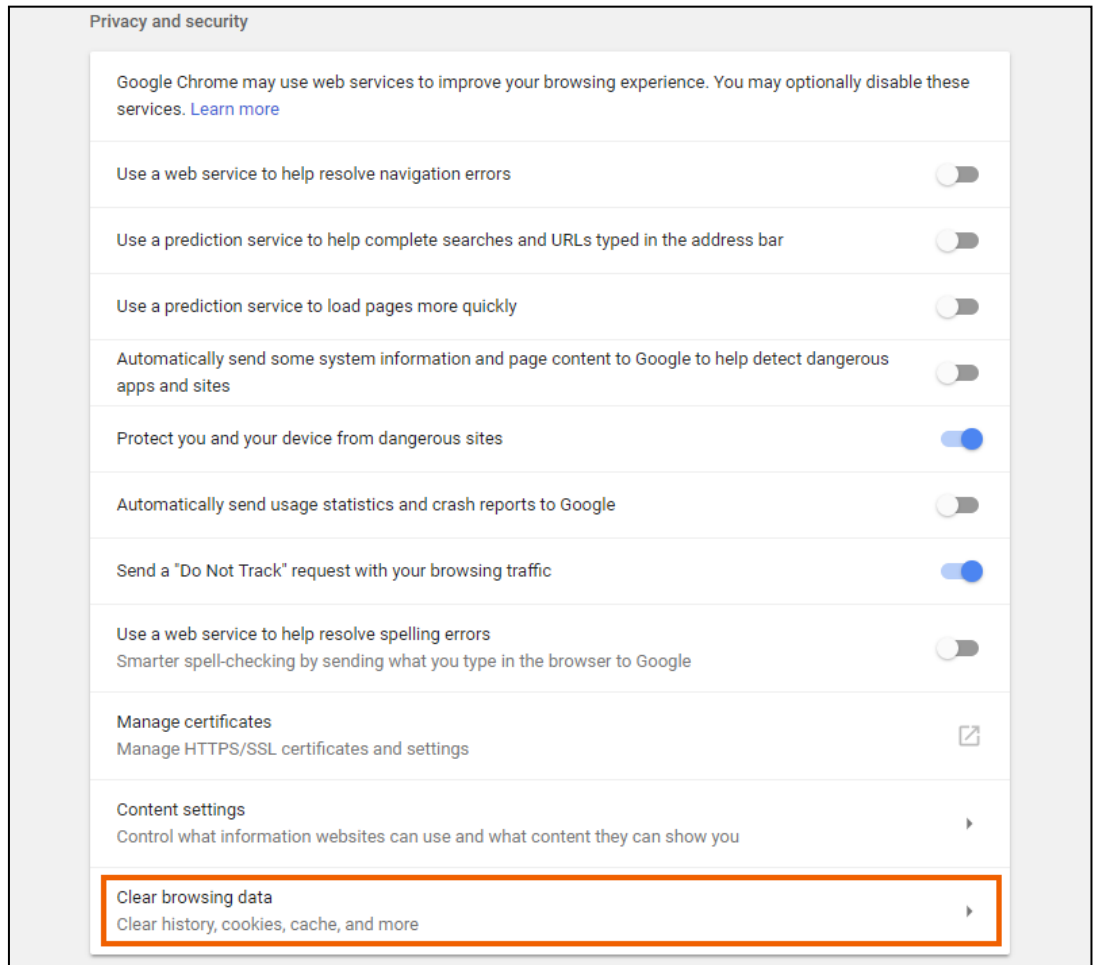 Privacy and security
Google Chrome may use web services to improve your browsing experience. You may optionally disable these
services. Learn more
Use a web service to help resolve navigation errors
Use a prediction service to help complete searches and URLs typed in the address bar
Use a prediction service to load pages more quickly
Automatically send some system information and page content to Google to help detect dangerous
apps and sites
Protect you and your device from dangerous sites
Automatically send usage statistics and crash reports to Google
Send a "Do Not Track" request with your browsing traffic
Use a web service to help resolve spelling errors
Smarter spell-checking by sending what you type in the browser to Google
Manage certificates
Manage HTTPS/SSL certificates and settings
Content settings
Control what information websites can use and what content they can show you
Clear browsing data
Clear history, cookies, cache, and more